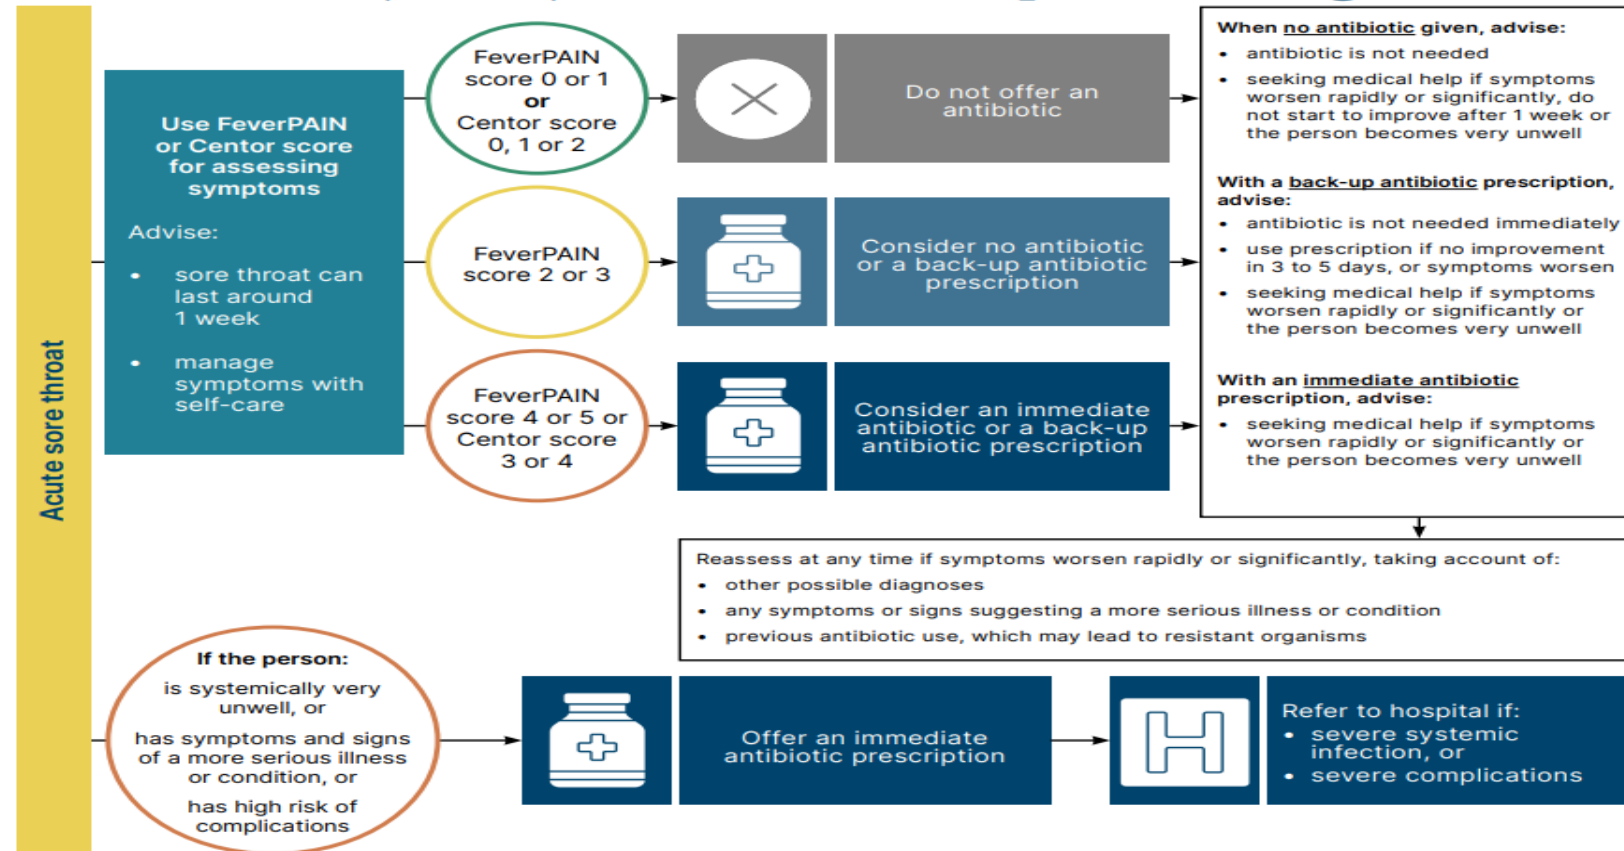 Acute sore throat
Use FeverPAIN
or Centor score
for assessing
symptoms
Advise:
• sore throat can
last around
1 week
• manage
symptoms with
self-care
FeverPAIN
score 0 or 1
or
Centor score
0, 1 or 2
Do not offer an
antibiotic
FeverPAIN
score 2 or 3
Consider no antibiotic
or a back-up antibiotic
prescription
FeverPAIN
score 4 or 5 or
Centor score
3 or 4
Consider an immediate
antibiotic or a back-up
antibiotic prescription
When no antibiotic given, advise:
• antibiotic is not needed
• seeking medical help if symptoms
worsen rapidly or significantly, do
not start to improve after 1 week or
the person becomes very unwell
With a back-up antibiotic prescription,
advise:
• antibiotic is not needed immediately
• use prescription if no improvement
in 3 to 5 days, or symptoms worsen
• seeking medical help if symptoms
worsen rapidly or significantly or
the person becomes very unwell
With an immediate antibiotic
prescription, advise:
• seeking medical help if symptoms
worsen rapidly or significantly or
the person becomes very unwell
Reassess at any time if symptoms worsen rapidly or significantly, taking account of:
• other possible diagnoses
• any symptoms or signs suggesting a more serious illness or condition
• previous antibiotic use, which may lead to resistant organisms
If the person:
is systemically very
unwell, or
has symptoms and signs
of a more serious illness
or condition, or
has high risk of
complications
Offer an immediate
antibiotic prescription
H
Refer to hospital if:
• severe systemic
infection, or
• severe complications